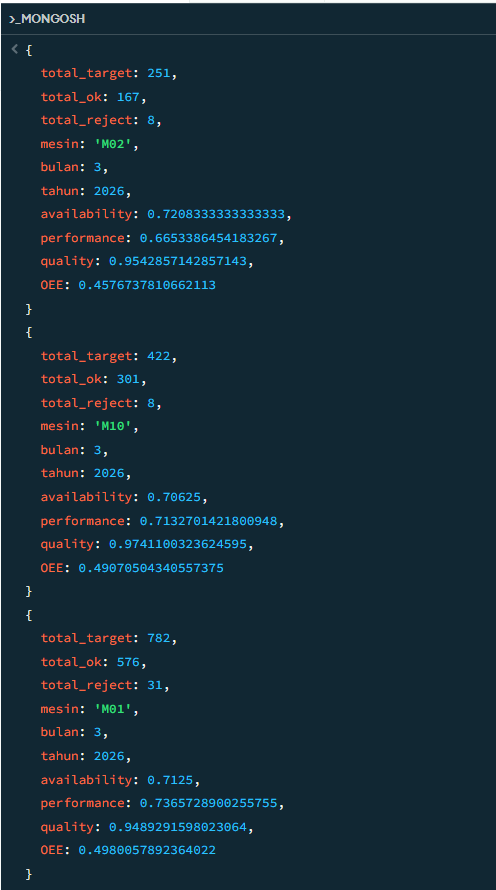 >_MONGOSH
< {
total_target: 251,
total_ok: 167,
total_reject: 8,
mesin: 'M02',
bulan: 3,
tahun: 2026,
availability: 0.7208333333333333,
performance: 0.6653386454183267,
quality: 0.9542857142857143,
OEE: 0.4576737810662113
}
{
total_target: 422,
total_ok: 301,
total_reject: 8,
mesin: 'M10',
bulan: 3,
tahun: 2026,
availability: 0.70625,
performance: 0.7132701421800948,
quality: 0.9741100323624595,
OEE: 0.49070504340557375
}
{
total_target: 782,
total_ok: 576,
total_reject: 31,
mesin: 'M01',
bulan: 3,
tahun: 2026,
availability: 0.7125,
performance: 0.7365728900255755,
quality: 0.9489291598023064,
OEE: 0.4980057892364022
}